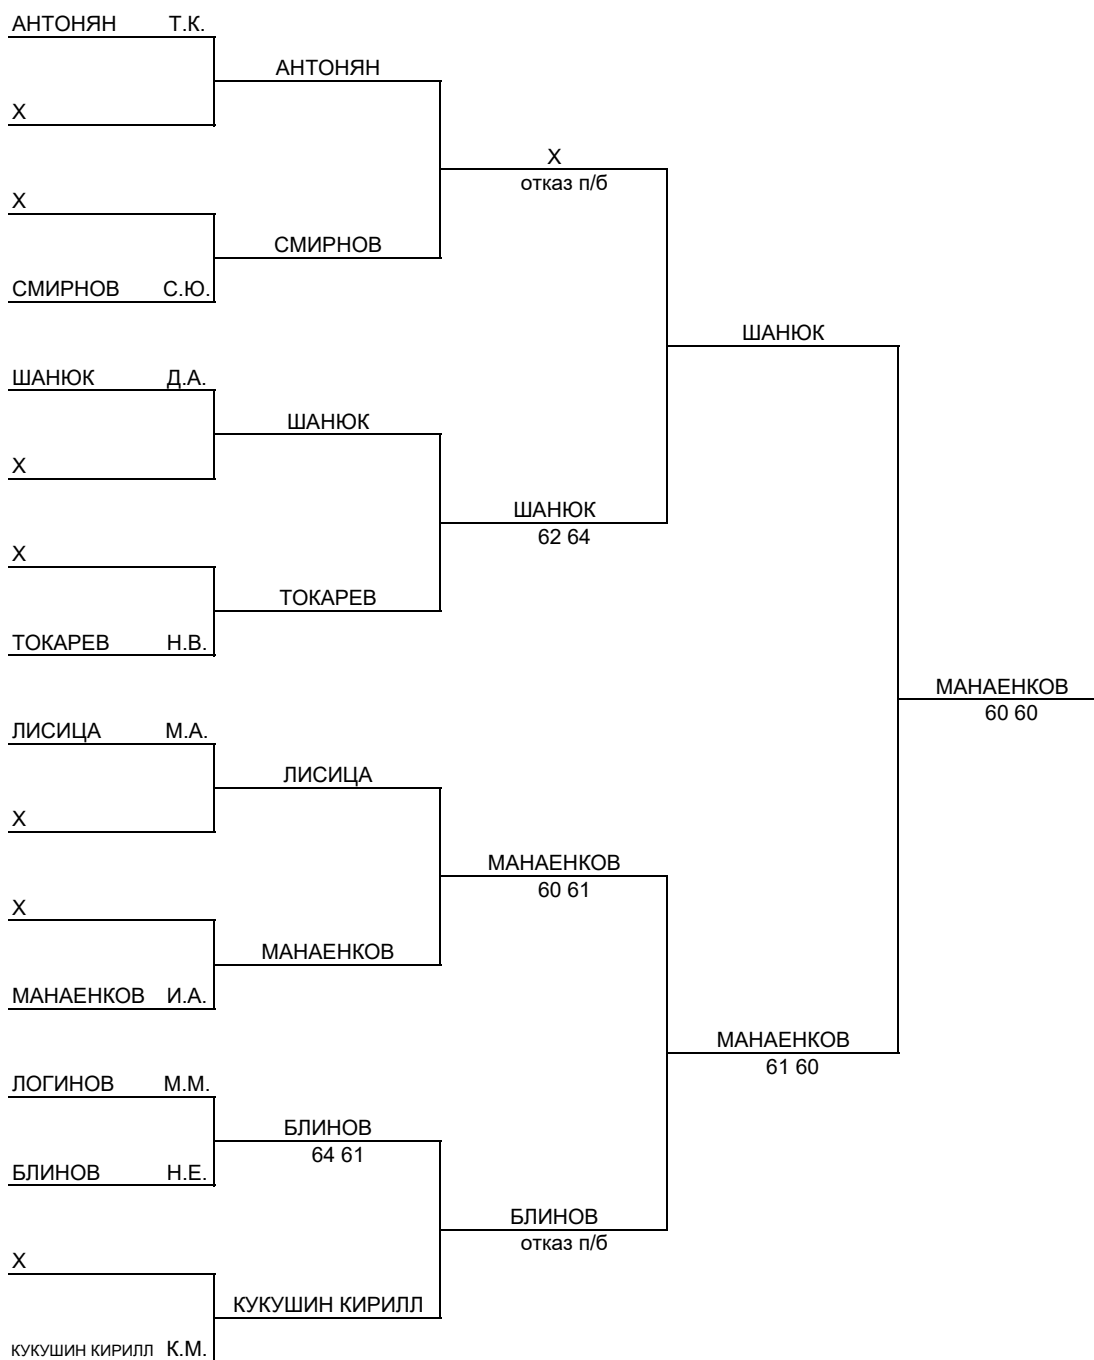 АНТОНЯН Т.К.
АНТОНЯН
X
X
отказ п/б
X
СМИРНОВ
СМИРНОВ С.Ю.
ШАНЮК
ШАНЮК Д.А.
ШАНЮК
X
ШАНЮК
62 64
X
ТОКАРЕВ
ТОКАРЕВ Н.В.
МАНАЕНКОВ
60 60
ЛИСИЦА М.А.
ЛИСИЦА
X
МАНАЕНКОВ
60 61
X
МАНАЕНКОВ
МАНАЕНКОВ И.А.
МАНАЕНКОВ
61 60
ЛОГИНОВ М.М.
БЛИНОВ
64 61
БЛИНОВ Н.Е.
БЛИНОВ
отказ п/б
X
КУКУШИН КИРИЛЛ
КУКУШИН КИРИЛЛ К.М.